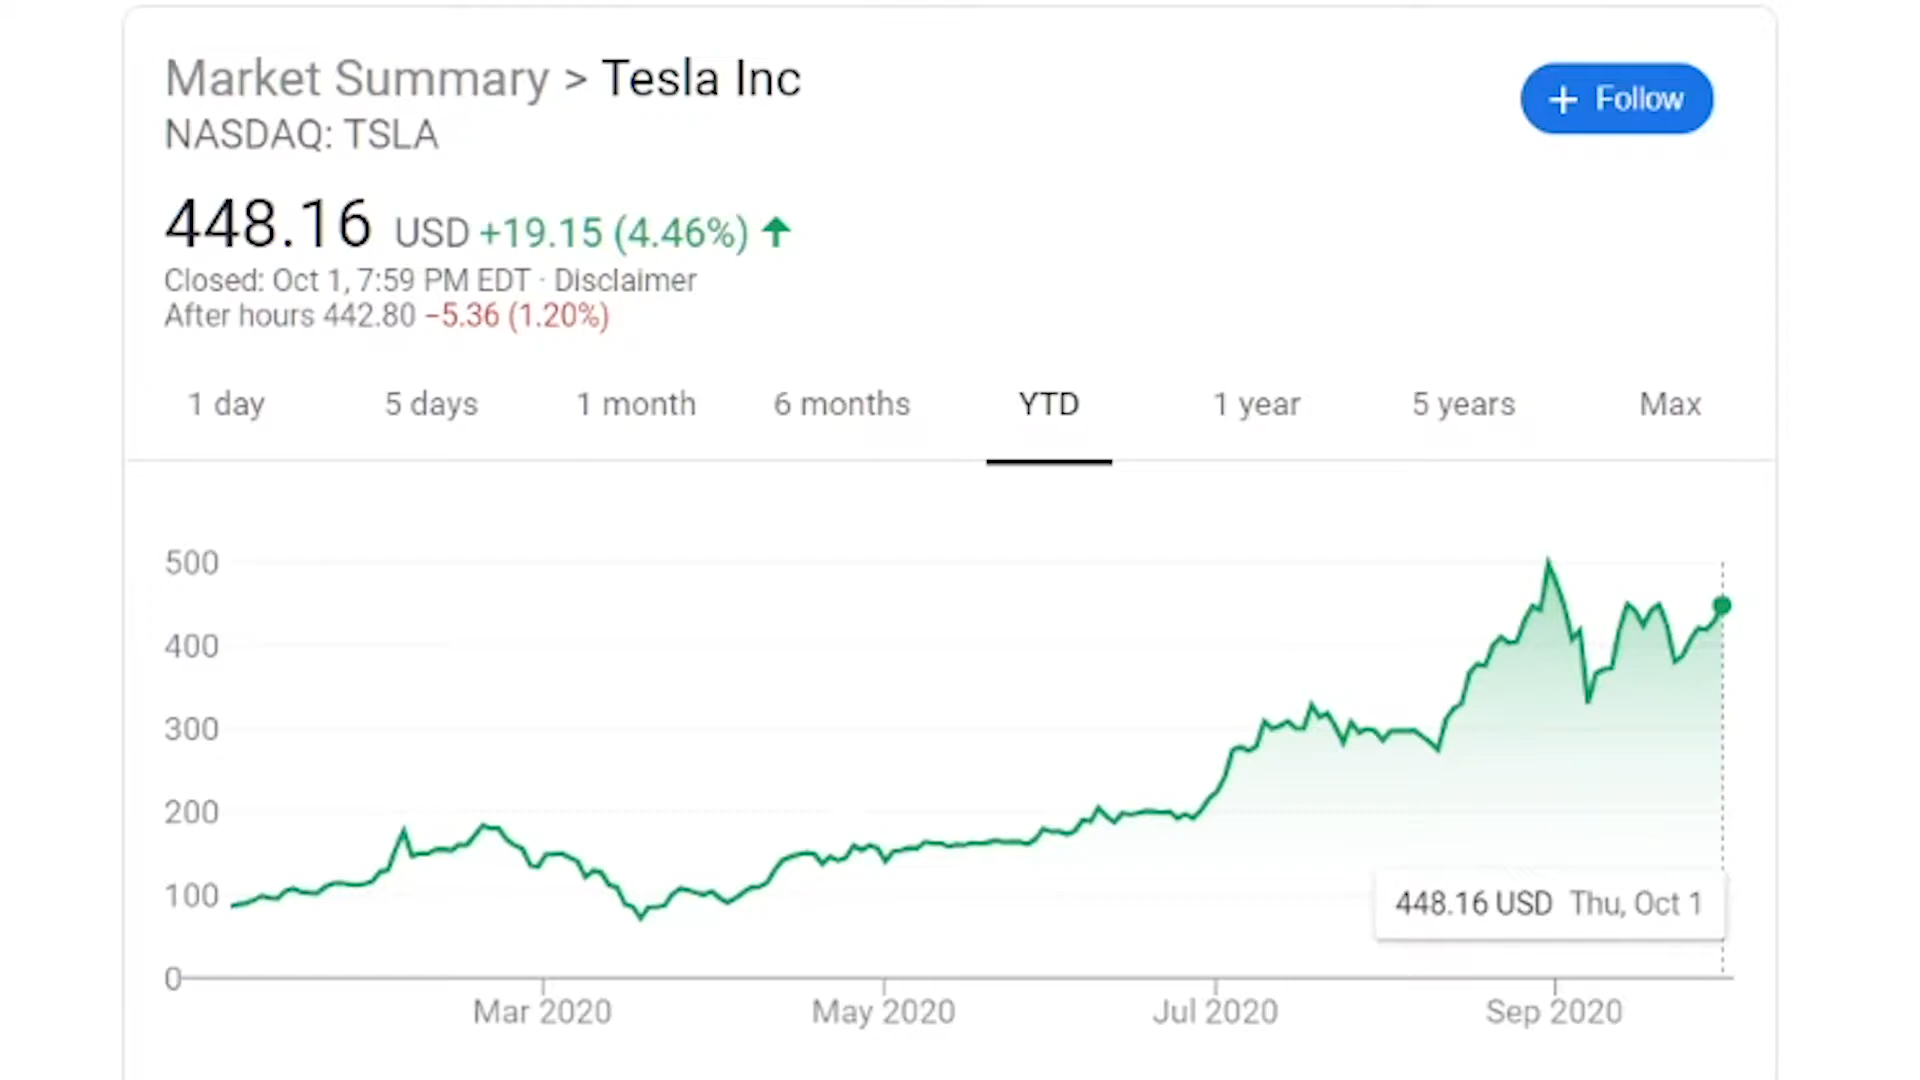 Market Summary > Tesla Inc
NASDAQ: TSLA
+ Follow
448.16 USD +19.15 (4.46%)
Closed: Oct 1, 7:59 PM EDT · Disclaimer
After hours 442.80 −5.36 (1.20%)
1 day 5 days 1 month 6 months YTD 1 year 5 years Max
500
400
300
200
100
448.16 USD Thu, Oct 1
0
Mar 2020 May 2020 Jul 2020 Sep 2020